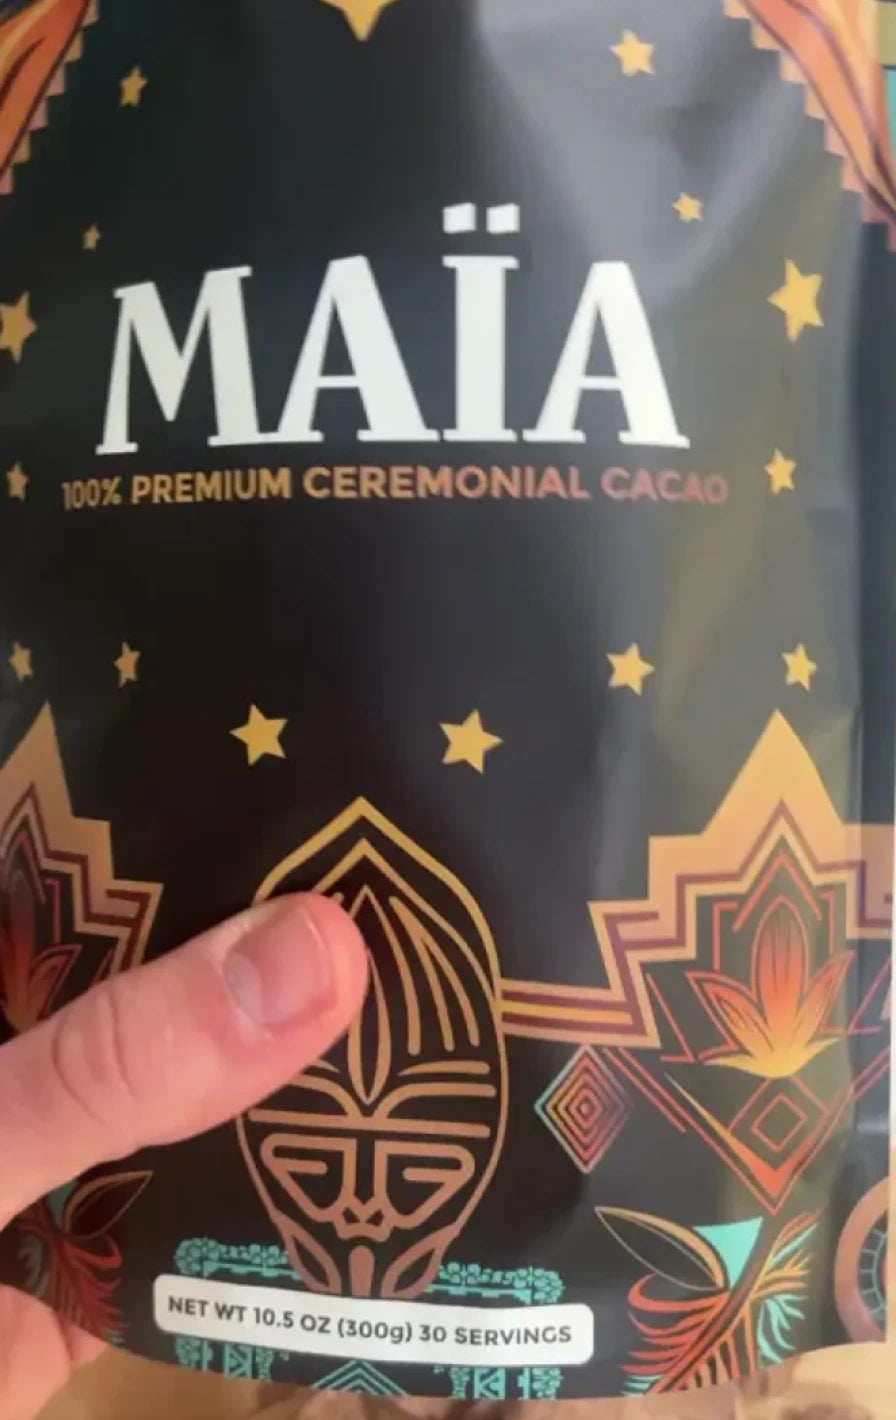 MAÏA
100% PREMIUM CEREMONIAL CACAO
NET WT 10.5 OZ (300g) 30 SERVINGS